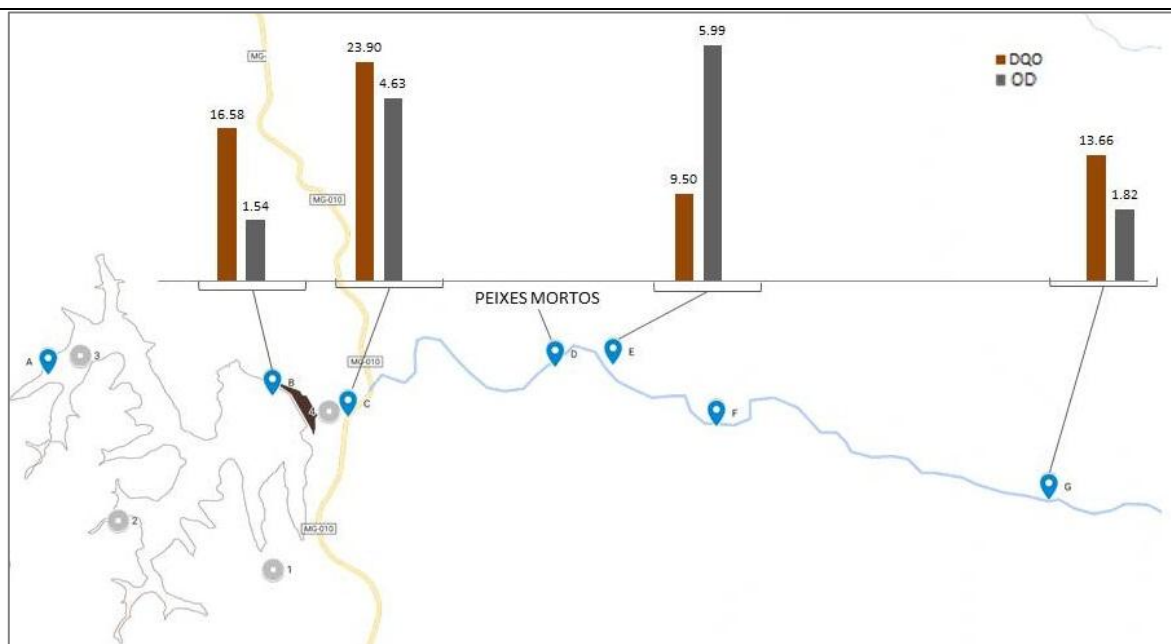 MG-
23.90
5.99
DQO
OD
4.63
16.58
13.66
9.50
1.54
1.82
MG-010
PEIXES MORTOS
A
3
MG-010
D
E
B
4
C
F
G
2
MG-010
1